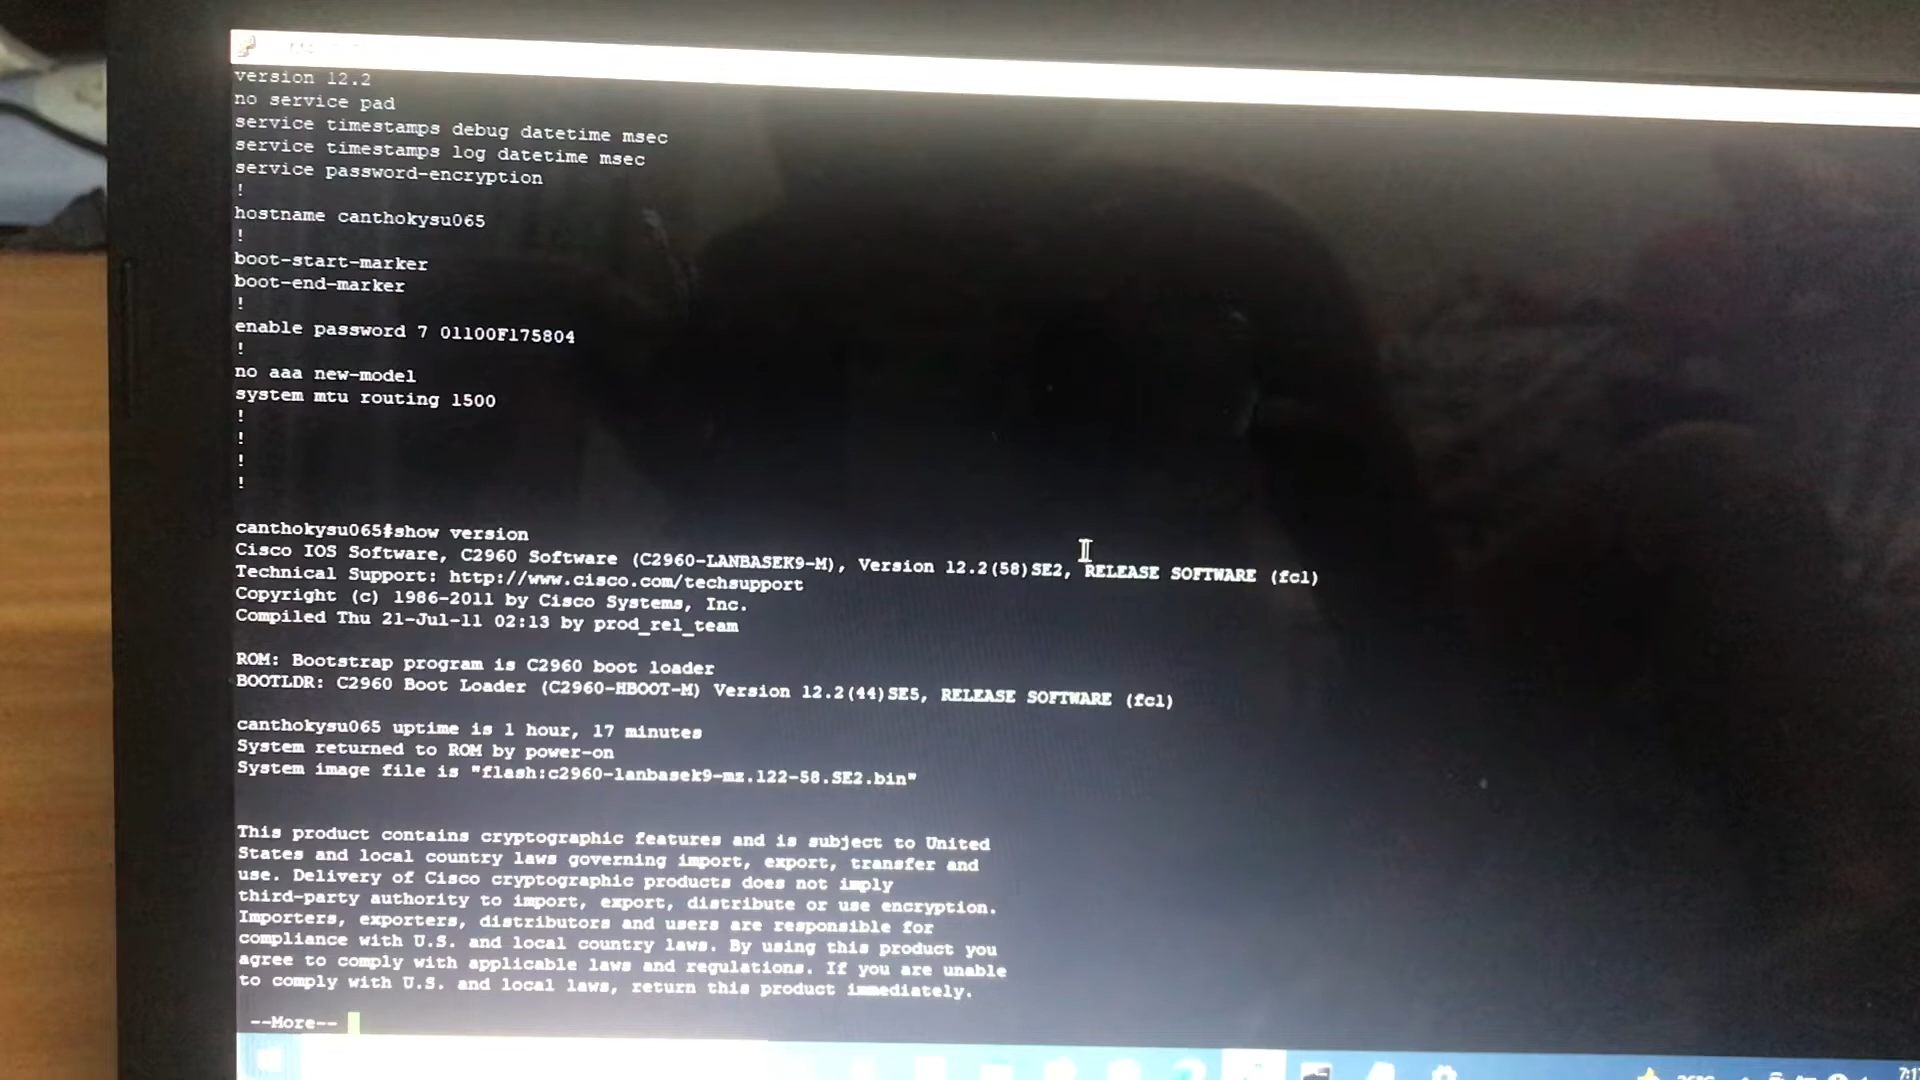 version 12.2
no service pad
service timestamps debug datetime msec
service timestamps log datetime msec
service password-encryption
!
hostname canthokysu065
!
boot-start-marker
boot-end-marker
!
enable password 7 01100F175804
!
no aaa new-model
system mtu routing 1500
!
!
!
!
canthokysu065#show version
Cisco IOS Software, C2960 Software (C2960-LANBASEK9-M), Version 12.2(58)SE2, RELEASE SOFTWARE (fc1)
Technical Support: http://www.cisco.com/techsupport
Copyright (c) 1986-2011 by Cisco Systems, Inc.
Compiled Thu 21-Jul-11 02:13 by prod_rel_team
ROM: Bootstrap program is C2960 boot loader
BOOTLDR: C2960 Boot Loader (C2960-HBOOT-M) Version 12.2(44)SE5, RELEASE SOFTWARE (fc1)
canthokysu065 uptime is 1 hour, 17 minutes
System returned to ROM by power-on
System image file is "flash:c2960-lanbasek9-mz.122-58.SE2.bin"
This product contains cryptographic features and is subject to United
States and local country laws governing import, export, transfer and
use. Delivery of Cisco cryptographic products does not imply
third-party authority to import, export, distribute or use encryption.
Importers, exporters, distributors and users are responsible for
compliance with U.S. and local country laws. By using this product you
agree to comply with applicable laws and regulations. If you are unable
to comply with U.S. and local laws, return this product immediately.
--More--